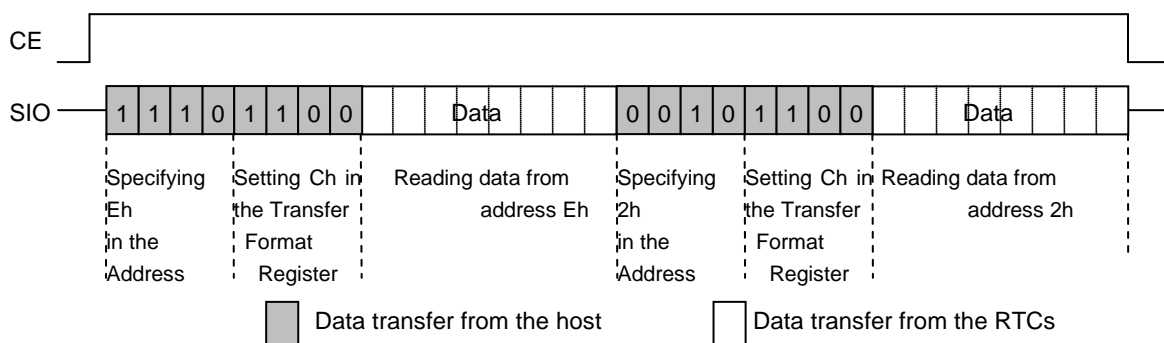 CE
SIO 1 1 1 0 1 1 0 0 Data 0 0 1 0 1 1 0 0 Data
Specifying Setting Ch in Reading data from Specifying Setting Ch in Reading data from
Eh the Transfer address Eh 2h the Transfer address 2h
in the Format in the Format
Address Register Address Register
Data transfer from the host Data transfer from the RTCs